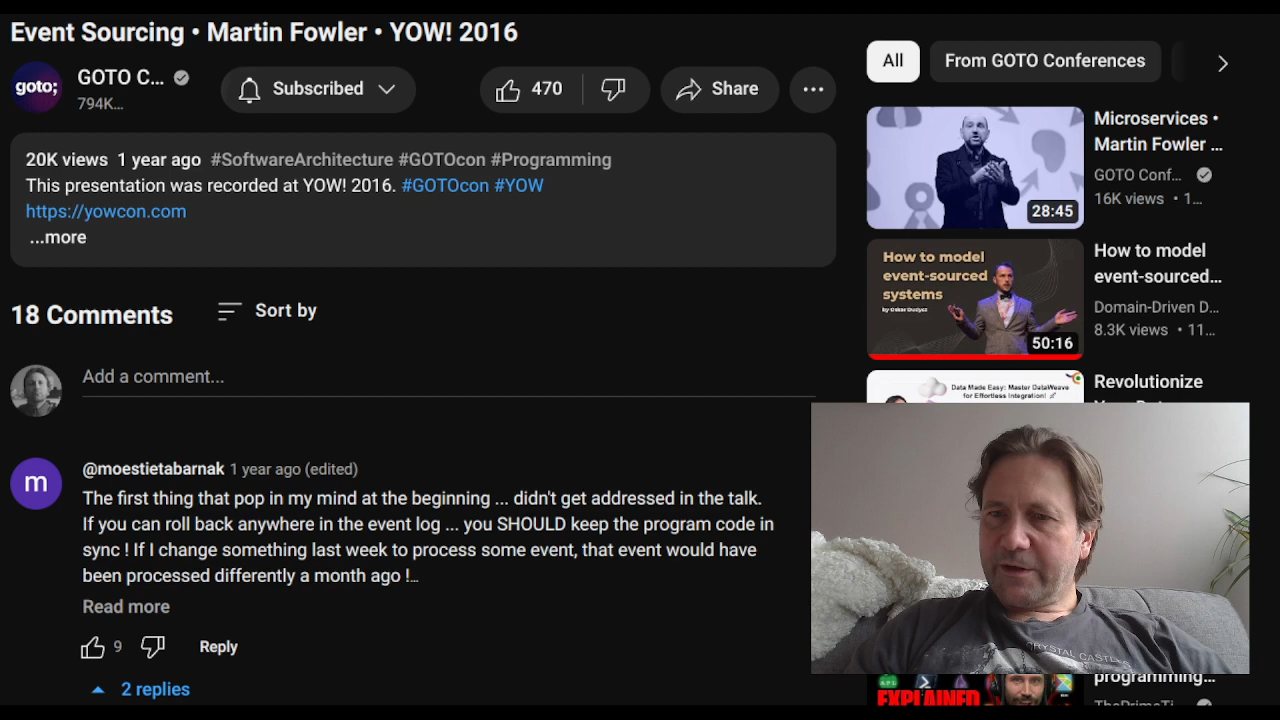 Event Sourcing • Martin Fowler • YOW! 2016
goto;
GOTO C...
794K...
Subscribed
470
Share
20K views 1 year ago #SoftwareArchitecture #GOTOcon #Programming
This presentation was recorded at YOW! 2016. #GOTOcon #YOW
https://yowcon.com
...more
18 Comments
Sort by
Add a comment...
m
@moestietabarnak 1 year ago (edited)
The first thing that pop in my mind at the beginning ... didn't get addressed in the talk.
If you can roll back anywhere in the event log ... you SHOULD keep the program code in
sync ! If I change something last week to process some event, that event would have
been processed differently a month ago !...
Read more
9
Reply
2 replies
All
From GOTO Conferences
28:45
Microservices •
Martin Fowler ...
GOTO Conf...
16K views • 1...
How to model
event-sourced
systems
by Oskar Dudycz
50:16
How to model
event-sourced...
Domain-Driven D...
8.3K views • 11...
Data Made Easy: Master DataWeave
for Effortless Integration!
Revolutionize
CRYSTAL CASTLES
EXPLAINED
programming...